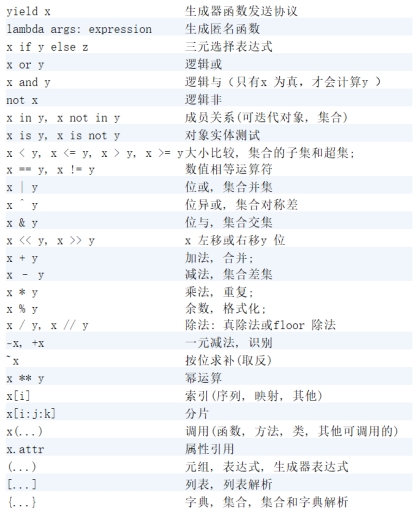 yield x 生成器函数发送协议
lambda args: expression 生成匿名函数
x if y else z 三元选择表达式
x or y 逻辑或
x and y 逻辑与（只有x 为真，才会计算y ）
not x 逻辑非
x in y, x not in y 成员关系(可迭代对象, 集合)
x is y, x is not y 对象实体测试
x < y, x <= y, x > y, x >= y 大小比较, 集合的子集和超集;
x == y, x != y 数值相等运算符
x | y 位或, 集合并集
x ^ y 位异或, 集合对称差
x & y 位与, 集合交集
x << y, x >> y x 左移或右移y 位
x + y 加法, 合并;
x - y 减法, 集合差集
x * y 乘法, 重复;
x % y 余数, 格式化;
x / y, x // y 除法: 真除法或floor 除法
-x, +x 一元减法, 识别
~x 按位求补(取反)
x ** y 幂运算
x[i] 索引(序列, 映射, 其他)
x[i:j:k] 分片
x(...) 调用(函数, 方法, 类, 其他可调用的)
x.attr 属性引用
(...) 元组, 表达式, 生成器表达式
[...] 列表, 列表解析
{...} 字典, 集合, 集合和字典解析